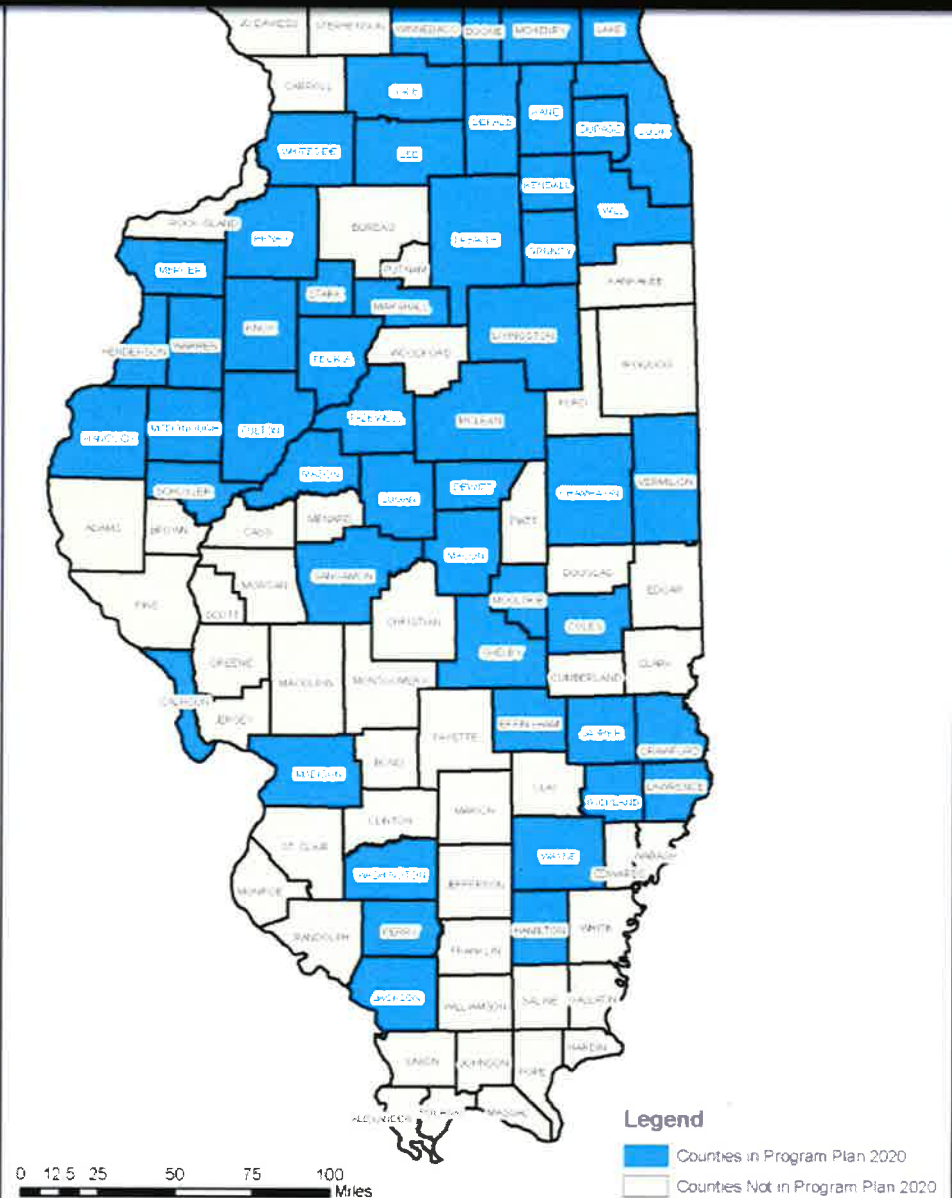 JO DAVIESS
STEPHENSON
WINNEBAGO
BOONE
MCHENRY
LAKE
CARROLL
OGLE
DEKALB
KANE
DUPAGE
COOK
WHITESIDE
LEE
KENDALL
WILL
ROCK ISLAND
HENRY
BUREAU
LASALLE
GRUNDY
MERCER
PUTNAM
KANKAKEE
STARK
MARSHALL
KNOX
LIVINGSTON
HENDERSON
WARREN
PEORIA
WOODFORD
IROQUOIS
FORD
HANCOCK
MCDONOUGH
FULTON
TAZEWELL
MCLEAN
SCHUYLER
MASON
LOGAN
DEWITT
CHAMPAIGN
VERMILION
ADAMS
BROWN
CASS
MENARD
PIATT
MACON
PIKE
SCOTT
MORGAN
SANGAMON
DOUGLAS
EDGAR
MOULTRIE
COLES
CHRISTIAN
SHELBY
GREENE
MACOUPIN
MONTGOMERY
CUMBERLAND
CLARK
CALHOUN
JERSEY
FAYETTE
EFFINGHAM
JASPER
CRAWFORD
MADISON
BOND
CLAY
RICHLAND
LAWRENCE
CLINTON
MARION
ST. CLAIR
WAYNE
EDWARDS
WABASH
WASHINGTON
JEFFERSON
MONROE
RANDOLPH
PERRY
HAMILTON
WHITE
FRANKLIN
JACKSON
WILLIAMSON
SALINE
GALLATIN
UNION
JOHNSON
POPE
HARDIN
ALEXANDER
PULASKI
MASSAC
Legend
Counties in Program Plan 2020
Counties Not in Program Plan 2020
0 12.5 25 50 75 100
Miles